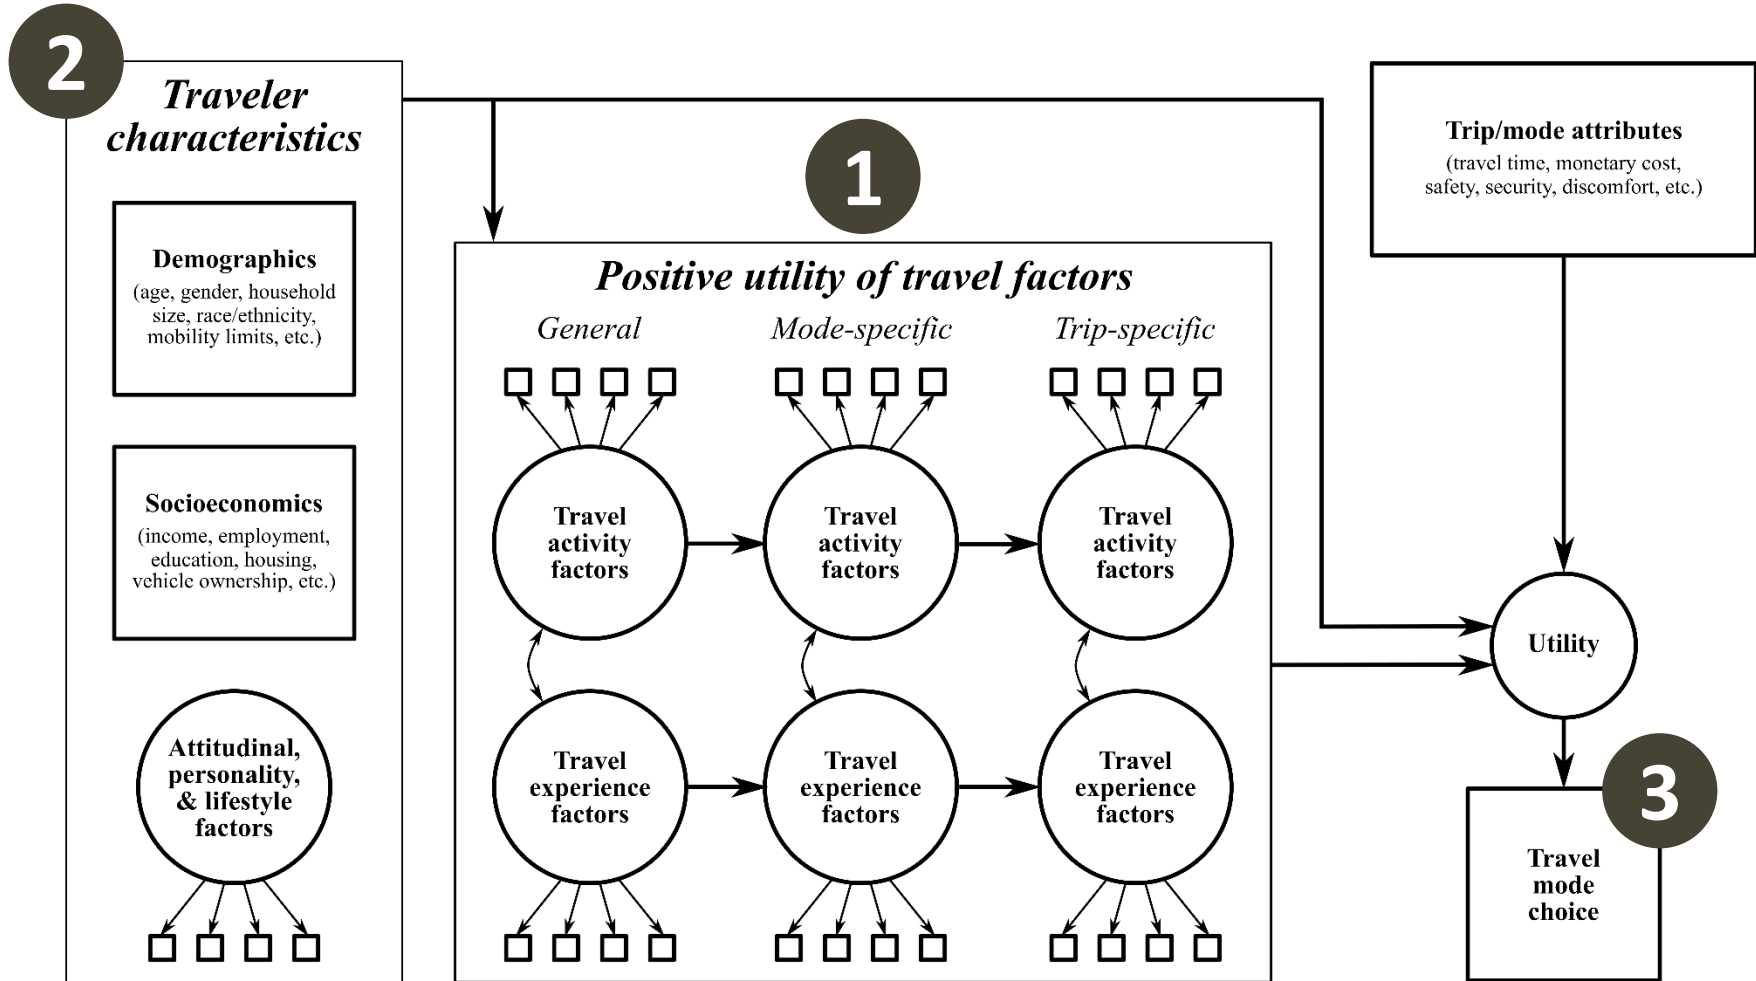 2
Traveler
characteristics
Demographics
(age, gender, household
size, race/ethnicity,
mobility limits, etc.)
Socioeconomics
(income, employment,
education, housing,
vehicle ownership, etc.)
Attitudinal,
personality,
& lifestyle
factors
1
Positive utility of travel factors
General
Mode-specific
Trip-specific
Travel
activity
factors
Travel
activity
factors
Travel
activity
factors
Travel
experience
factors
Travel
experience
factors
Travel
experience
factors
Trip/mode attributes
(travel time, monetary cost,
safety, security, discomfort, etc.)
Utility
3
Travel
mode
choice